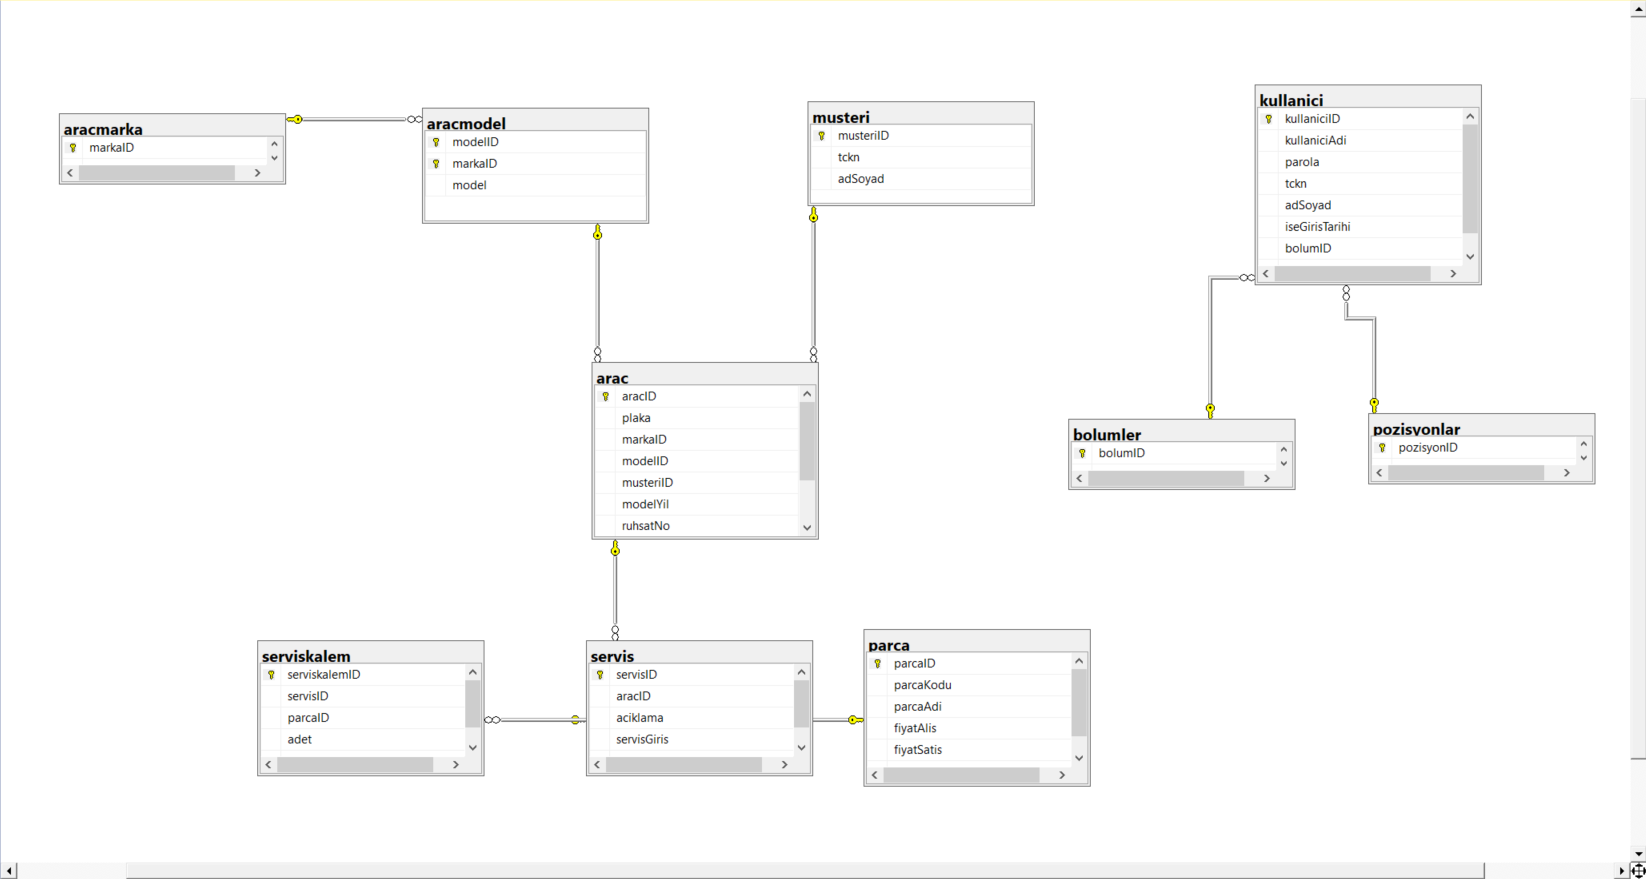 aracmarka
markaID
aracmodel
modelID
markaID
model
musteri
musteriID
tckn
adSoyad
kullanici
kullaniciID
kullaniciAdi
parola
tckn
adSoyad
iseGirisTarihi
bolumID
arac
aracID
plaka
markaID
modelID
musteriID
modelYil
ruhsatNo
bolumler
bolumID
pozisyonlar
pozisyonID
serviskalem
serviskalemID
servisID
parcaID
adet
servis
servisID
aracID
aciklama
servisGiris
parca
parcaID
parcaKodu
parcaAdi
fiyatAlis
fiyatSatis